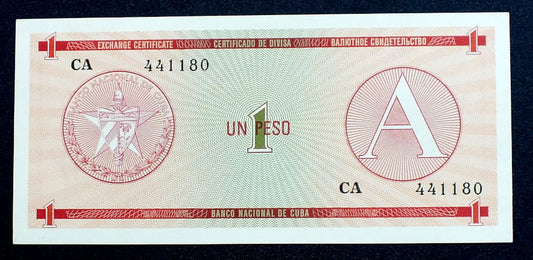 1 EXCHANGE CERTIFICATE CERTIFICADO DE DIVISA ВАЛЮТНОЕ СВИДЕТЕЛЬСТВО 1
CA 441180
BANCO NACIONAL DE CUBA
A
UN PESO
1
CA 441180
1 BANCO NACIONAL DE CUBA 1